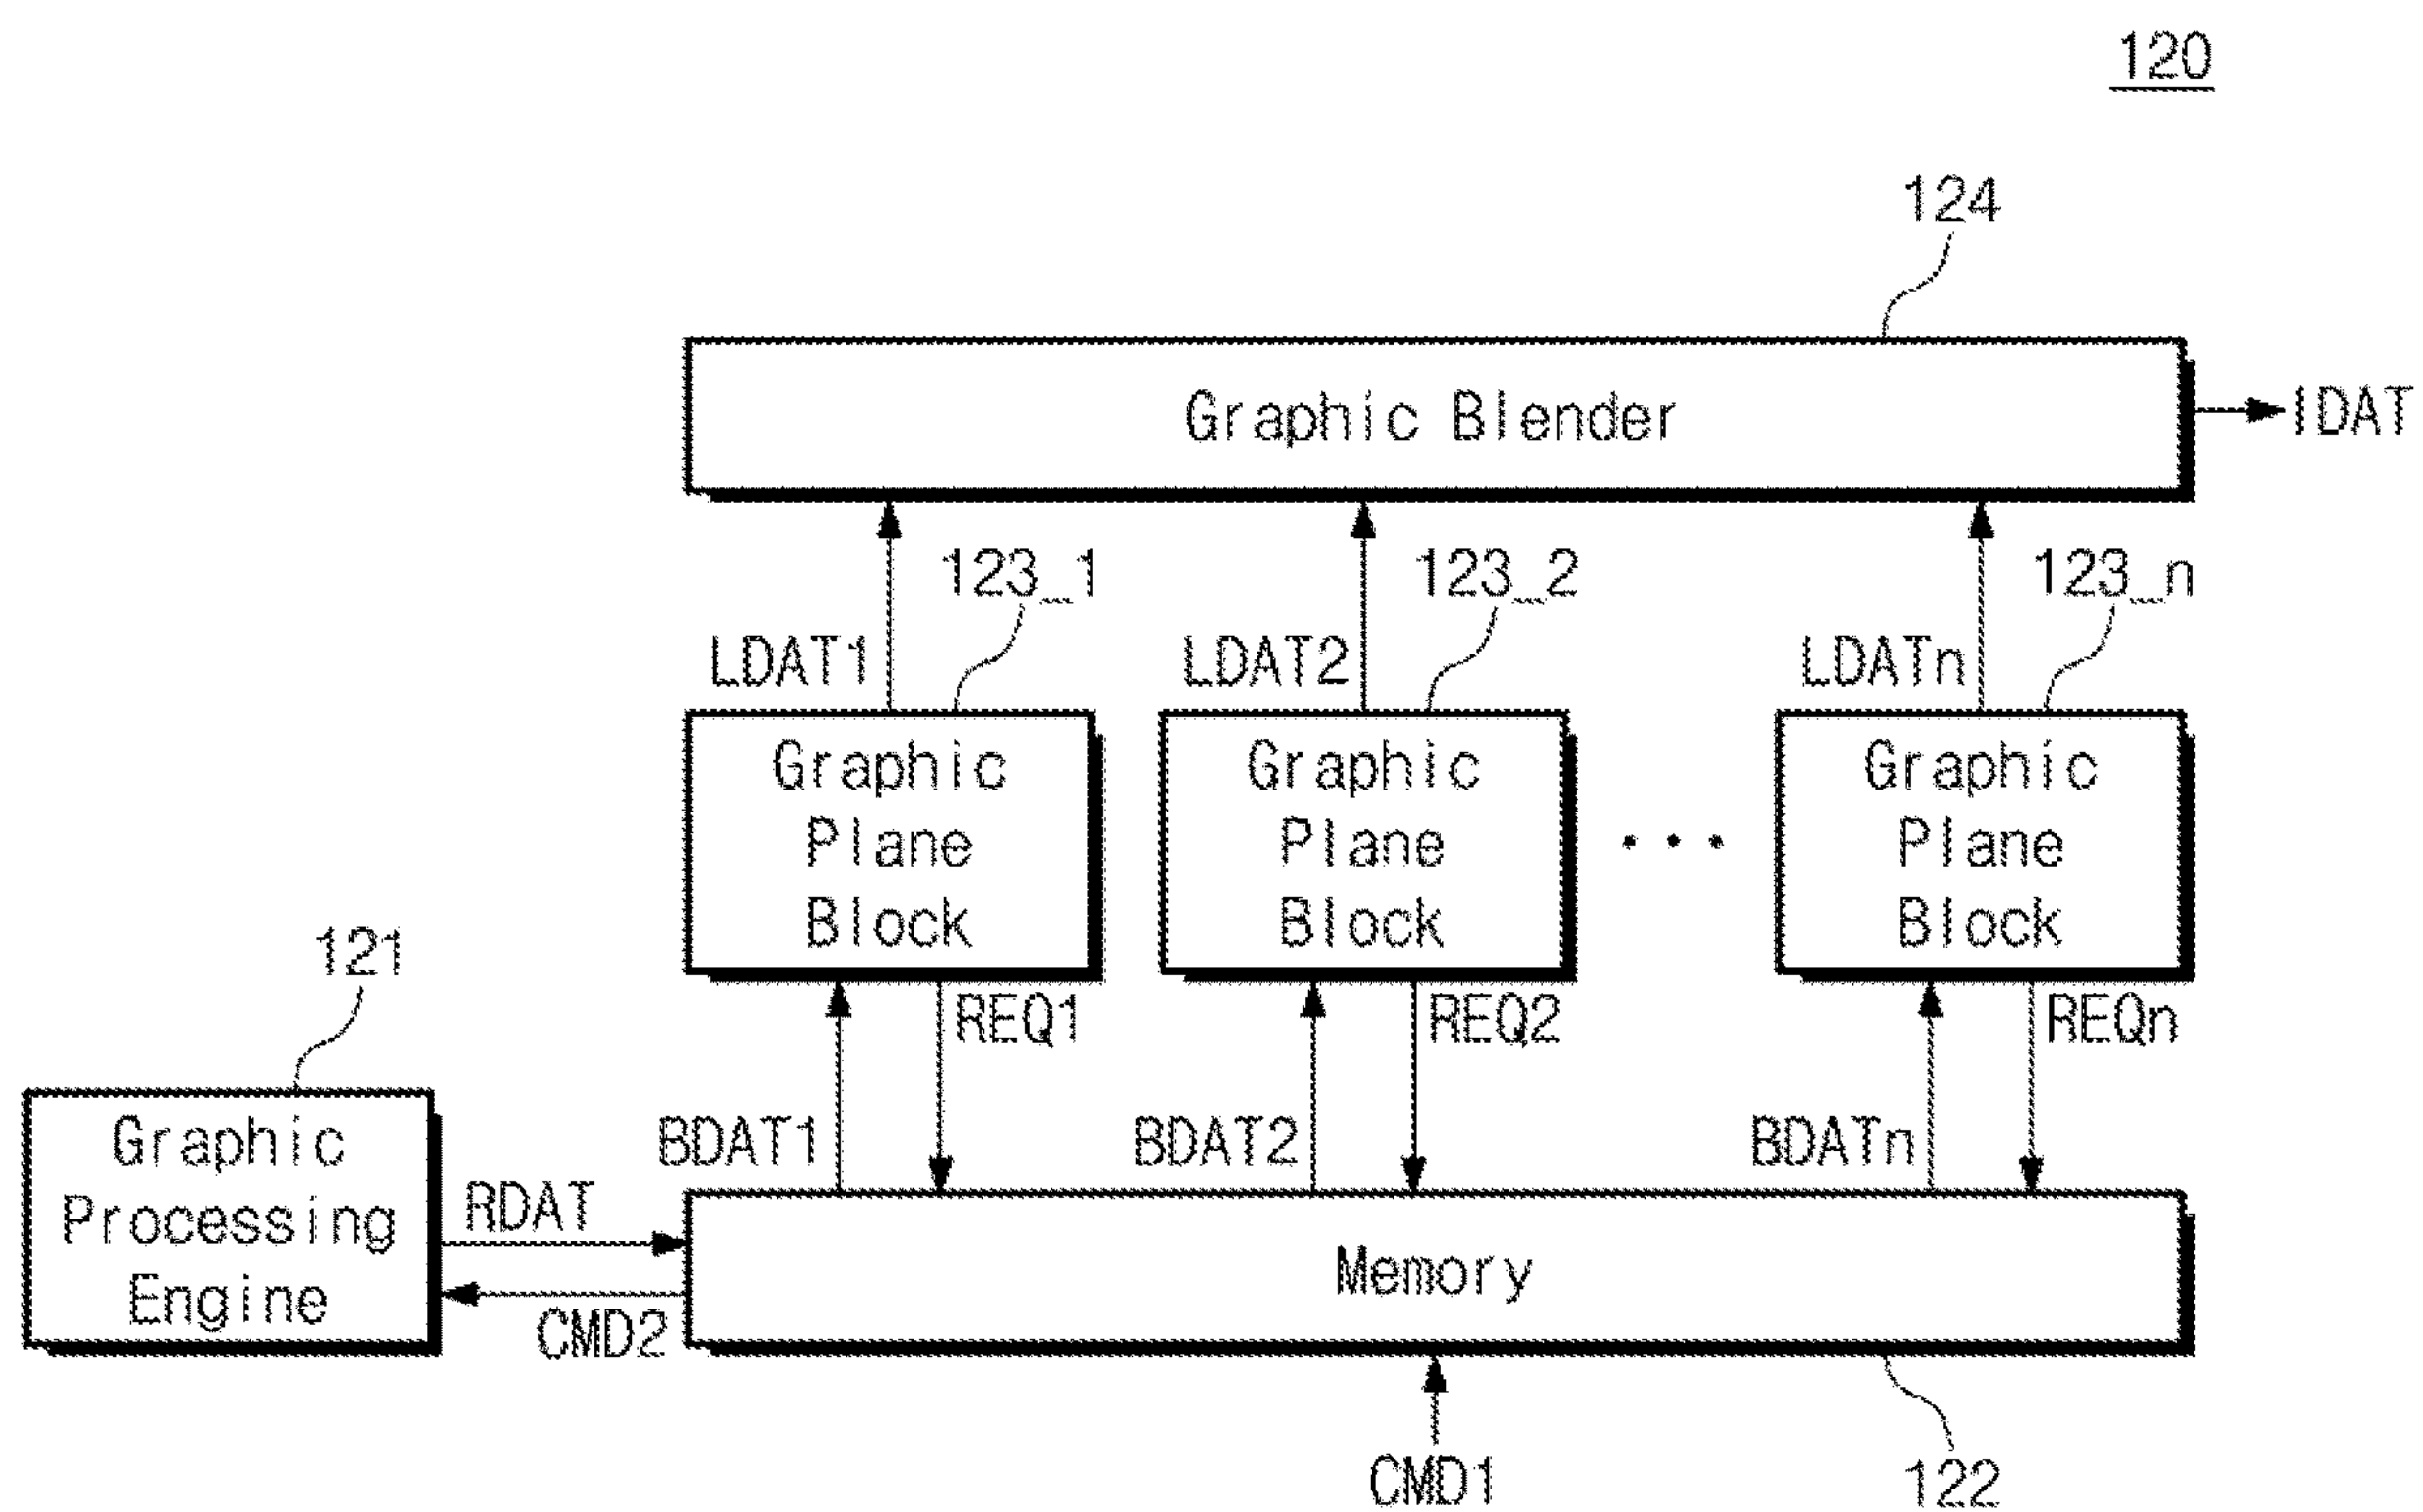 120
124
Graphic Blender
IDAT
123_1
123_2
123_n
LDAT1
LDAT2
LDATn
Graphic
Plane
Block
Graphic
Plane
Block
. . .
Graphic
Plane
Block
121
REQ1
REQ2
REQn
BDAT1
BDAT2
BDATn
Graphic
Processing
Engine
RDAT
CMD2
Memory
CMD1
122